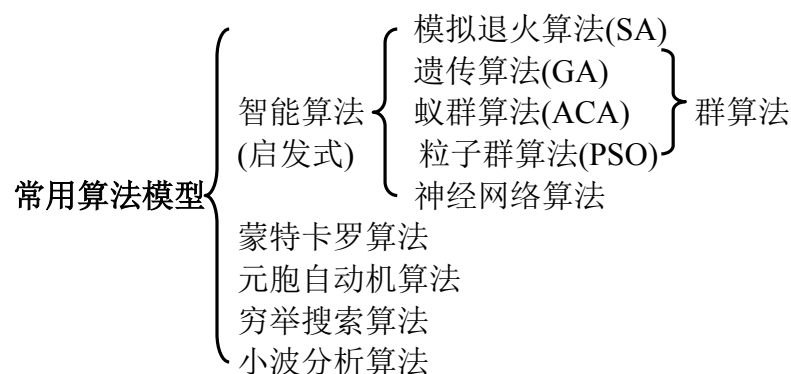 模拟退火算法(SA)
遗传算法(GA)
智能算法 蚁群算法(ACA) 群算法
(启发式) 粒子群算法(PSO)
常用算法模型 神经网络算法
蒙特卡罗算法
元胞自动机算法
穷举搜索算法
小波分析算法